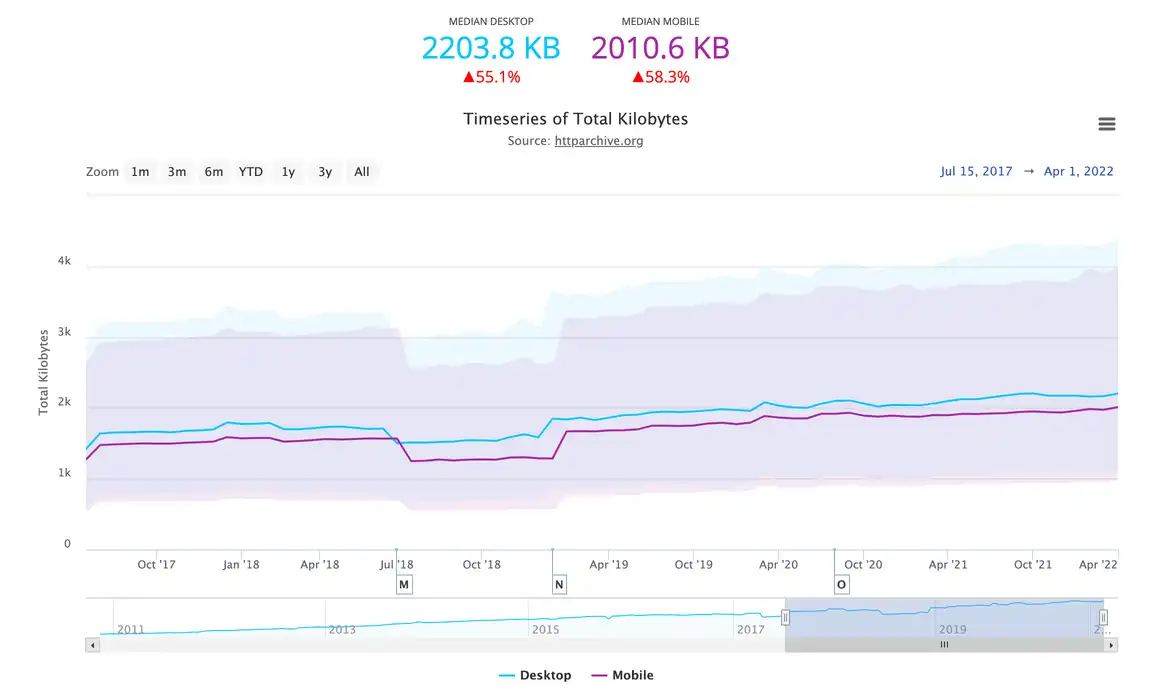 MEDIAN DESKTOP MEDIAN MOBILE
2203.8 KB 2010.6 KB
▲55.1% ▲58.3%
Timeseries of Total Kilobytes
Source: httparchive.org
Zoom 1m 3m 6m YTD 1y 3y All Jul 15, 2017 → Apr 1, 2022
Total Kilobytes
4k
3k
2k
1k
0
Oct '17 Jan '18 Apr '18 Jul '18 Oct '18 Apr '19 Oct '19 Apr '20 Oct '20 Apr '21 Oct '21 Apr '22
M N O
2011 2013 2015 2017 2019 2...
Desktop Mobile